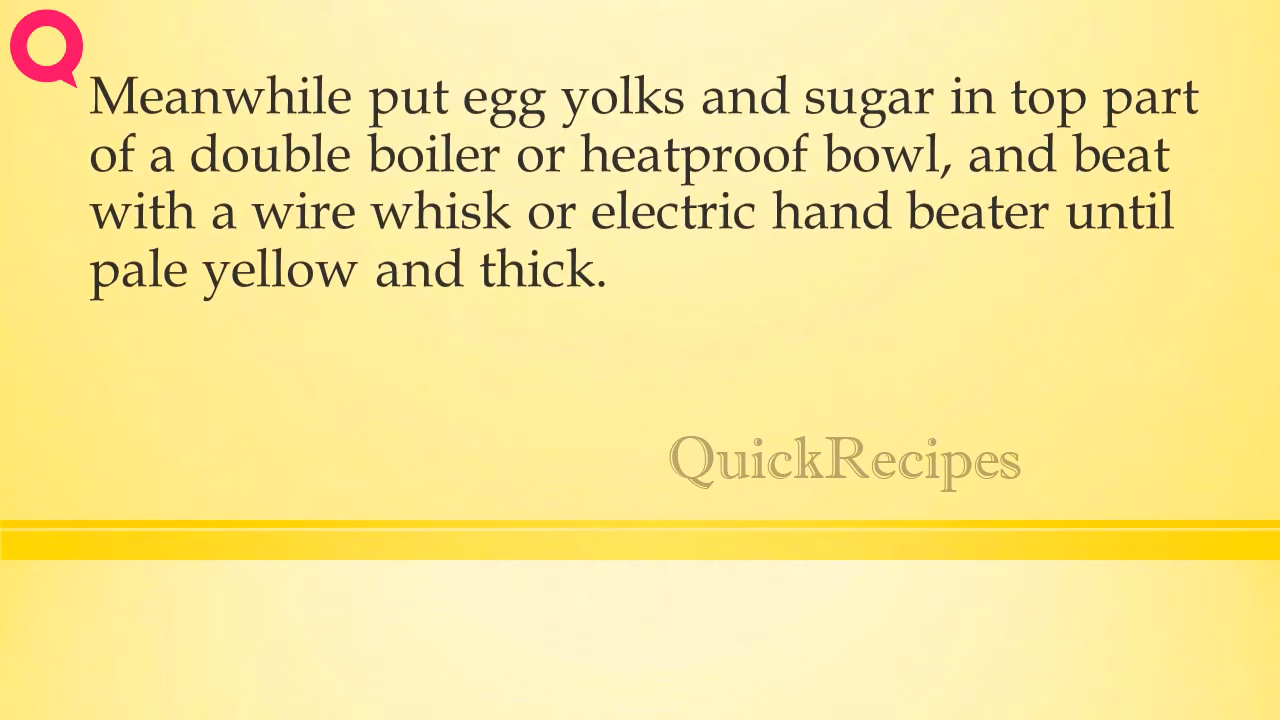 Meanwhile put egg yolks and sugar in top part
of a double boiler or heatproof bowl, and beat
with a wire whisk or electric hand beater until
pale yellow and thick.
QuickRecipes